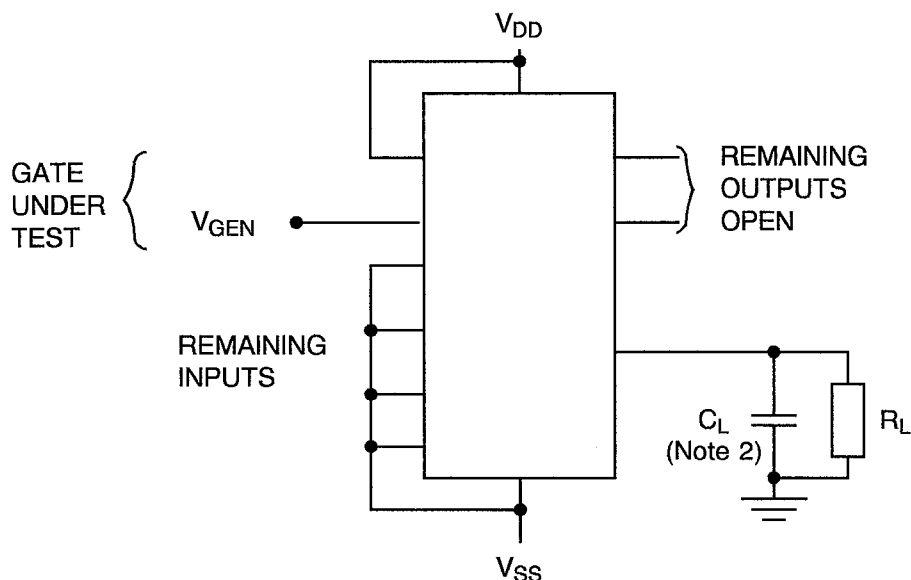 V_DD
GATE
UNDER
TEST
V_GEN
REMAINING
OUTPUTS
OPEN
REMAINING
INPUTS
C_L
(Note 2)
R_L
V_SS